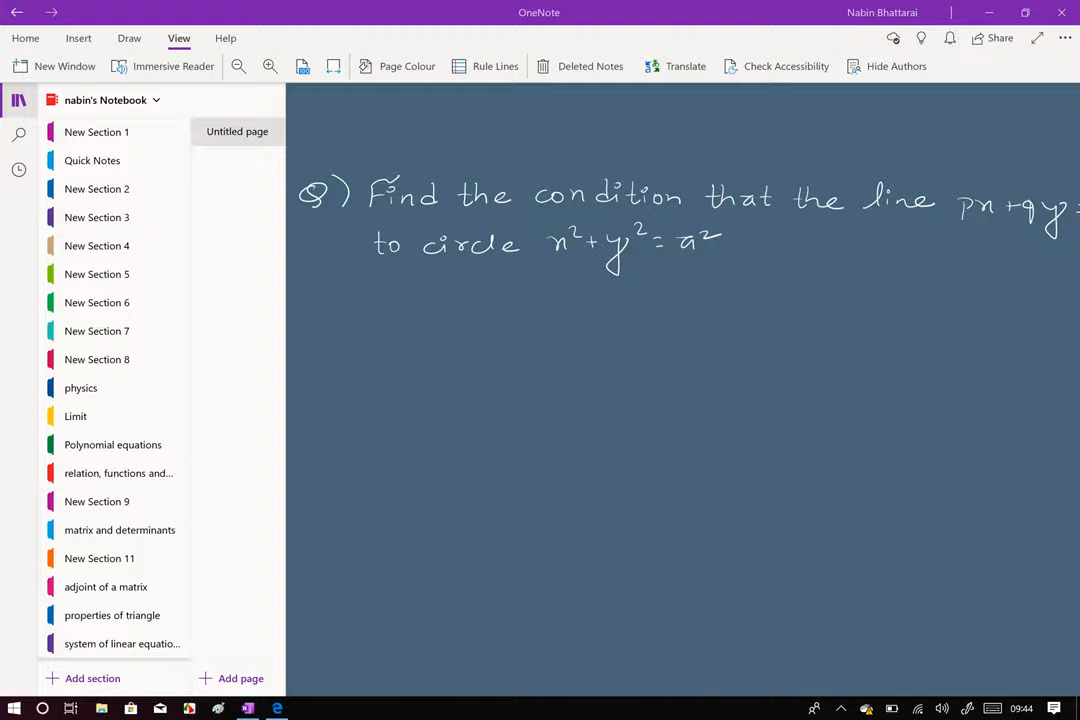 OneNote
Nabin Bhattarai
Home Insert Draw View Help
Share
New Window Immersive Reader Page Colour Rule Lines Deleted Notes Translate Check Accessibility Hide Authors
nabin's Notebook
Untitled page
New Section 1
Quick Notes
New Section 2
New Section 3
New Section 4
New Section 5
New Section 6
New Section 7
New Section 8
physics
Limit
Polynomial equations
relation, functions and...
New Section 9
matrix and determinants
New Section 11
adjoint of a matrix
properties of triangle
system of linear equatio...
Add section
Add page
Q) Find the condition that the line px+qy=
to circle x²+y²=a²
09:44